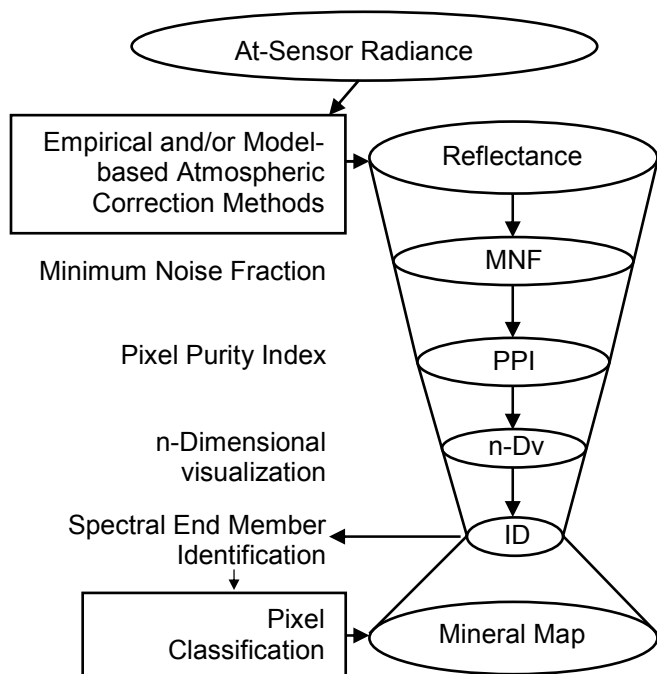 At-Sensor Radiance
Empirical and/or Model-
based Atmospheric
Correction Methods
Reflectance
Minimum Noise Fraction
MNF
Pixel Purity Index
PPI
n-Dimensional
visualization
n-Dv
Spectral End Member
Identification
ID
Pixel
Classification
Mineral Map